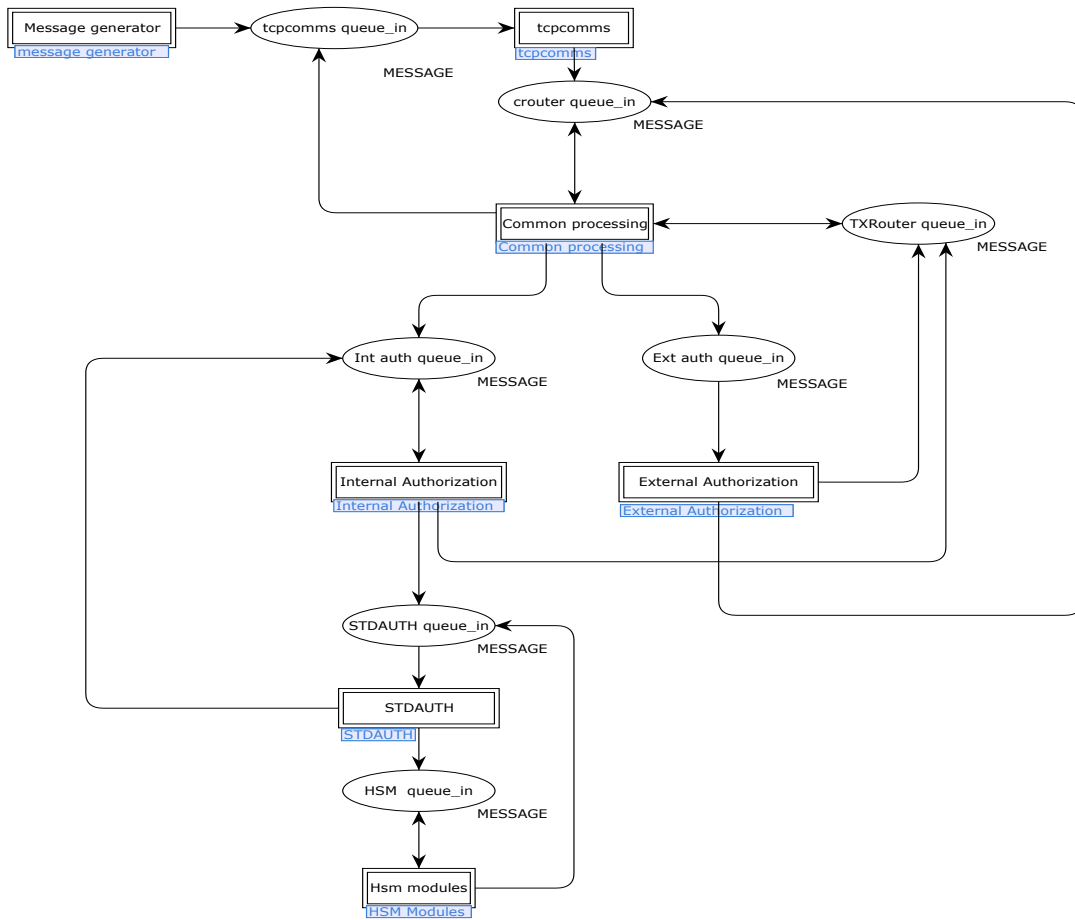 Message generator
message generator
tcpcomms queue_in
MESSAGE
tcpcomms
tcpcomms
crouter queue_in
MESSAGE
Common processing
Common processing
TXRouter queue_in
MESSAGE
Int auth queue_in
MESSAGE
Ext auth queue_in
MESSAGE
Internal Authorization
Internal Authorization
External Authorization
External Authorization
STDAUTH queue_in
MESSAGE
STDAUTH
STDAUTH
HSM  queue_in
MESSAGE
Hsm modules
HSM Modules